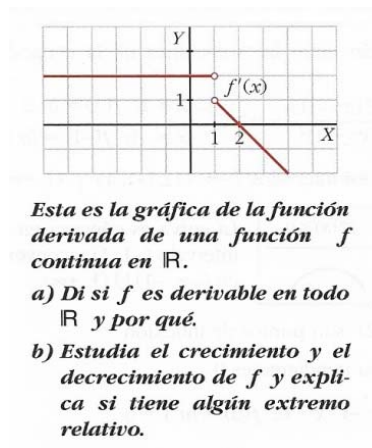 Y
f'(x)
1
1 2 X
Esta es la gráfica de la función
derivada de una función f
continua en ℝ.
a) Di si f es derivable en todo
ℝ y por qué.
b) Estudia el crecimiento y el
decrecimiento de f y expli-
ca si tiene algún extremo
relativo.